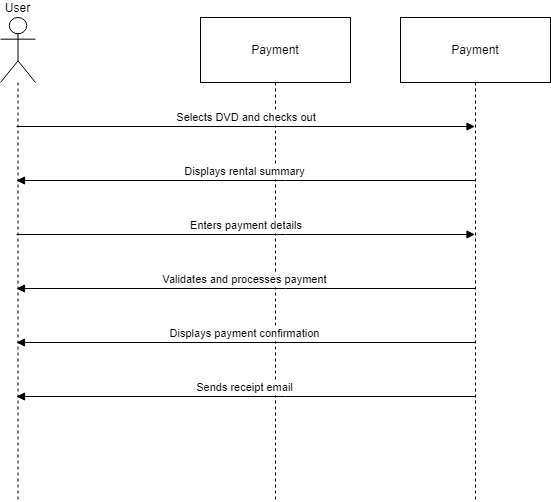 User
Payment
Payment
Selects DVD and checks out
Displays rental summary
Enters payment details
Validates and processes payment
Displays payment confirmation
Sends receipt email